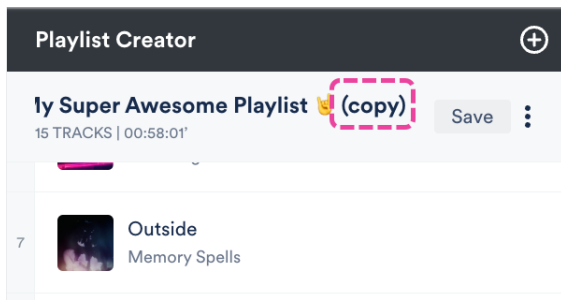 Playlist Creator
ly Super Awesome Playlist 🤘 (copy)
Save
15 TRACKS | 00:58:01’
7
Outside
Memory Spells